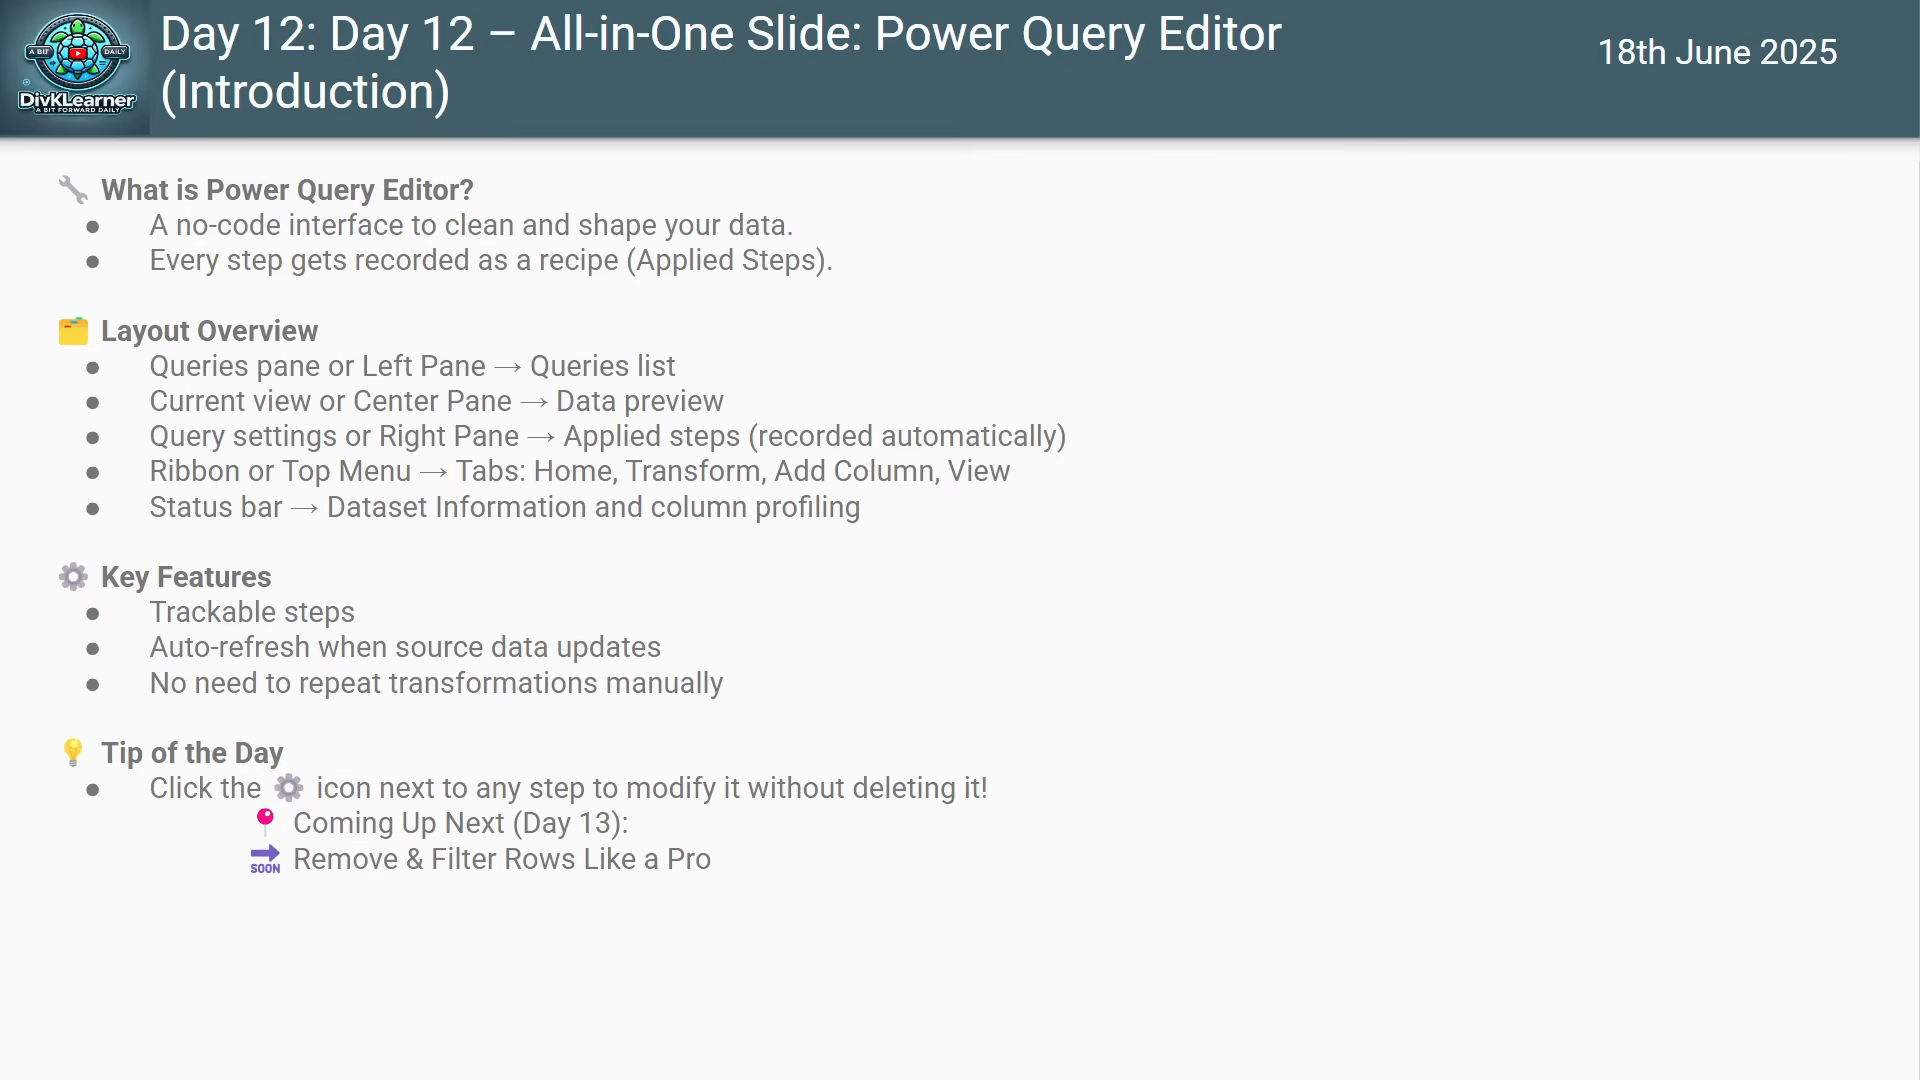 A BIT DAILY
DivKLearner
A BIT FORWARD DAILY
Day 12: Day 12 – All-in-One Slide: Power Query Editor
(Introduction)
18th June 2025
🔧 What is Power Query Editor?
● A no-code interface to clean and shape your data.
● Every step gets recorded as a recipe (Applied Steps).
🗂️ Layout Overview
● Queries pane or Left Pane → Queries list
● Current view or Center Pane → Data preview
● Query settings or Right Pane → Applied steps (recorded automatically)
● Ribbon or Top Menu → Tabs: Home, Transform, Add Column, View
● Status bar → Dataset Information and column profiling
⚙️ Key Features
● Trackable steps
● Auto-refresh when source data updates
● No need to repeat transformations manually
💡 Tip of the Day
● Click the ⚙️ icon next to any step to modify it without deleting it!
📍 Coming Up Next (Day 13):
🔜 Remove & Filter Rows Like a Pro